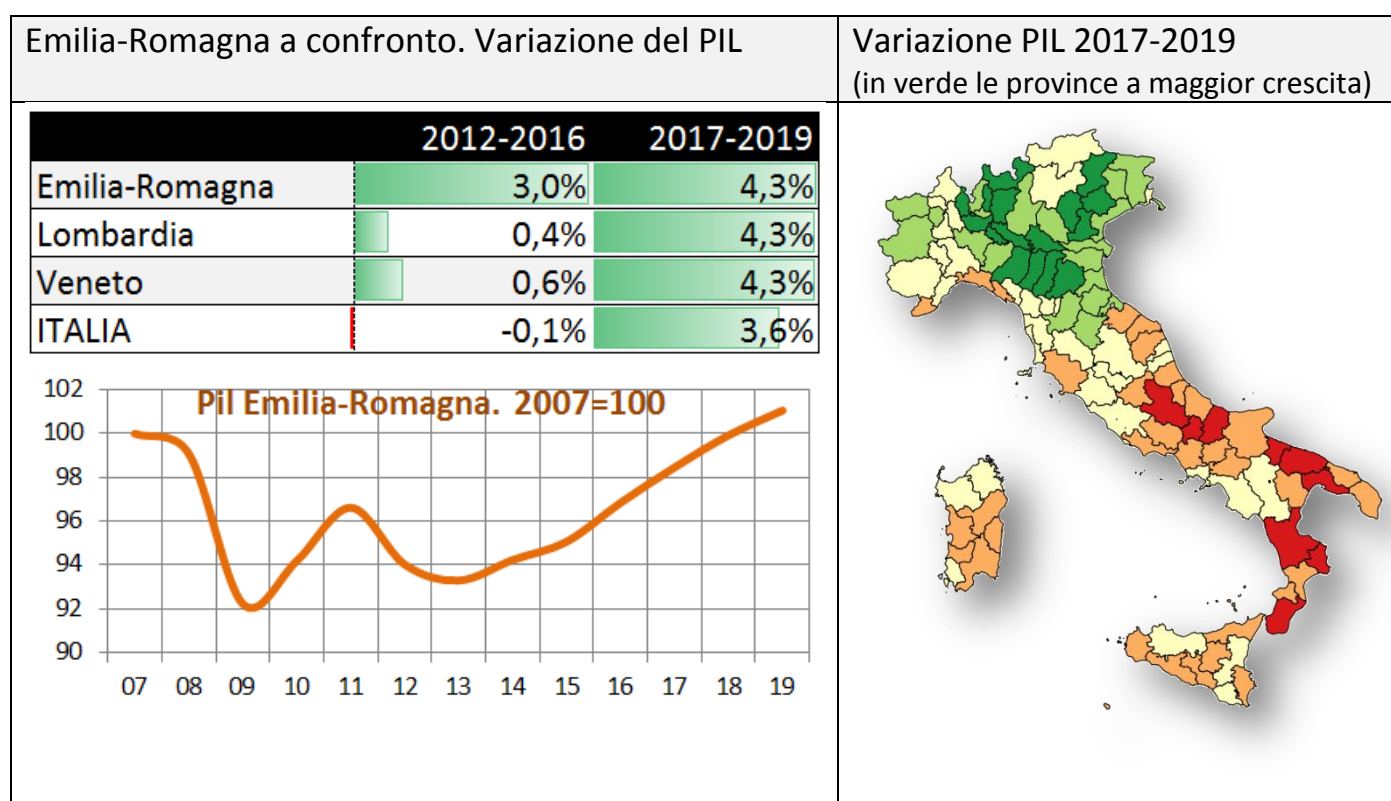 Emilia-Romagna a confronto. Variazione del PIL
Variazione PIL 2017-2019
(in verde le province a maggior crescita)
2012-2016 2017-2019
Emilia-Romagna 3,0% 4,3%
Lombardia 0,4% 4,3%
Veneto 0,6% 4,3%
ITALIA -0,1% 3,6%
Pil Emilia-Romagna. 2007=100
102
100
98
96
94
92
90
07 08 09 10 11 12 13 14 15 16 17 18 19